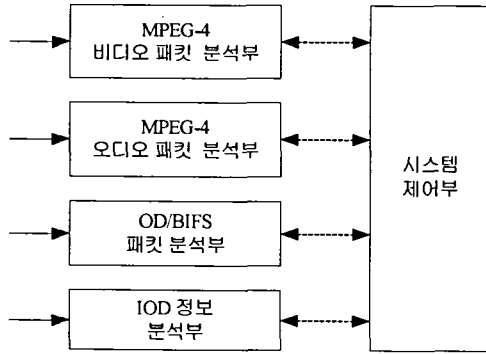 MPEG-4
비디오 패킷 분석부
MPEG-4
오디오 패킷 분석부
OD/BIFS
패킷 분석부
IOD 정보
분석부
시스템
제어부